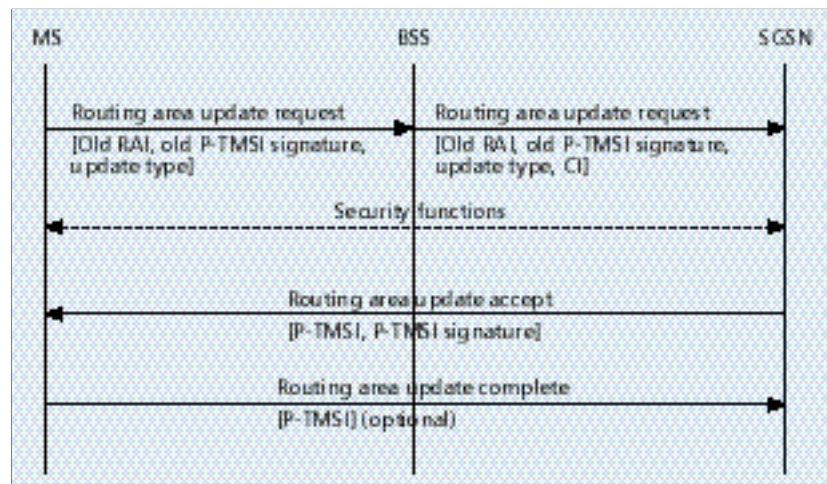 MS BSS SGSN
Routing area update request Routing area update request
[Old RAI, old P-TMSI signature, [Old RAI, old P-TMSI signature,
update type] update type, CI]
Security functions
Routing area update accept
[P-TMSI, P-TMSI signature]
Routing area update complete
[P-TMSI] (optional)